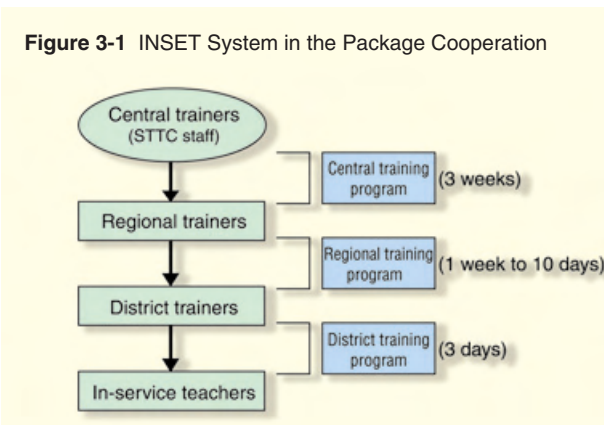 Figure 3-1 INSET System in the Package Cooperation
Central trainers
(STTC staff)
Central training
program
(3 weeks)
Regional trainers
Regional training
program
(1 week to 10 days)
District trainers
District training
program
(3 days)
In-service teachers